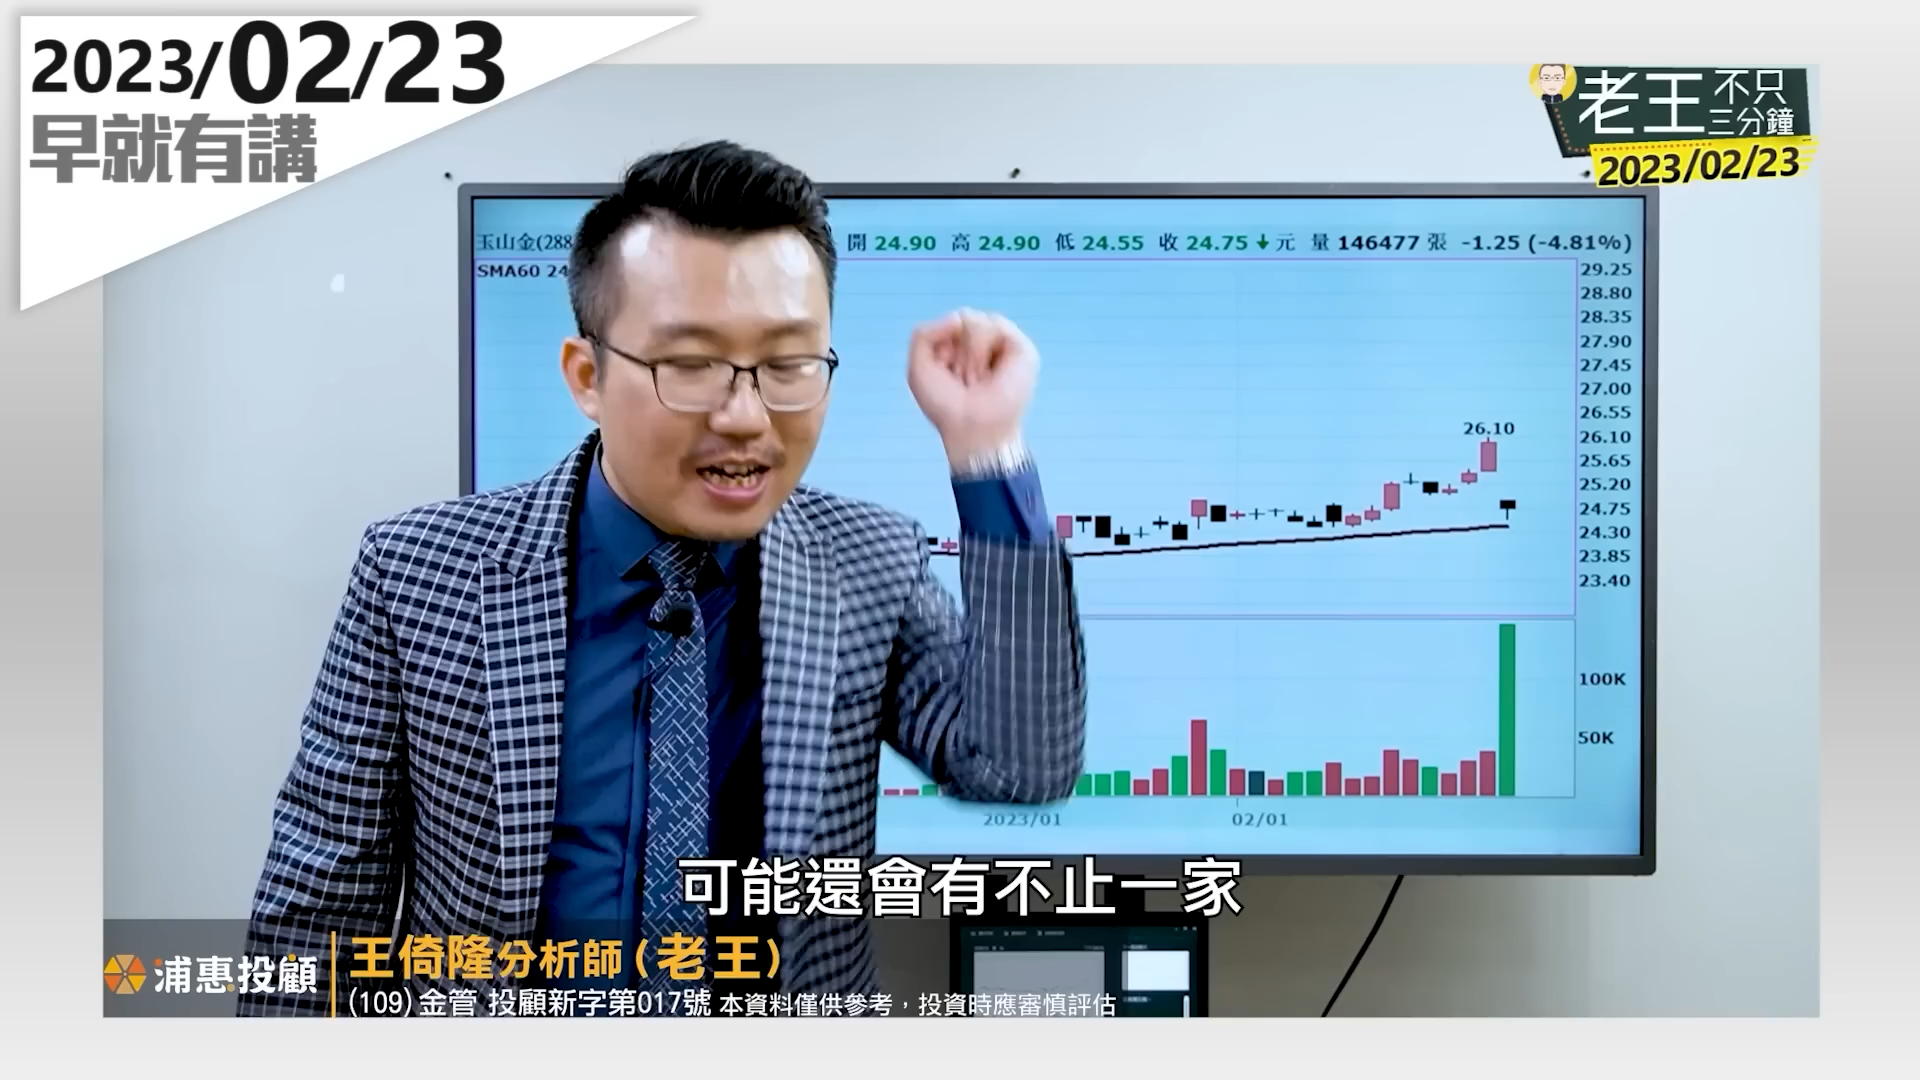 2023/02/23
早就有講
老王不只三分鐘
2023/02/23
玉山金(288
開 24.90 高 24.90 低 24.55 收 24.75 元 量 146477 張 -1.25 (-4.81%)
SMA60 24
29.25
28.80
28.35
27.90
27.45
27.00
26.55
26.10
26.10
25.65
25.20
24.75
24.30
23.85
23.40
100K
50K
2023/01
02/01
可能還會有不止一家
浦惠投顧
王倚隆分析師(老王)
(109) 金管 投顧新字第017號 本資料僅供參考，投資時應審慎評估